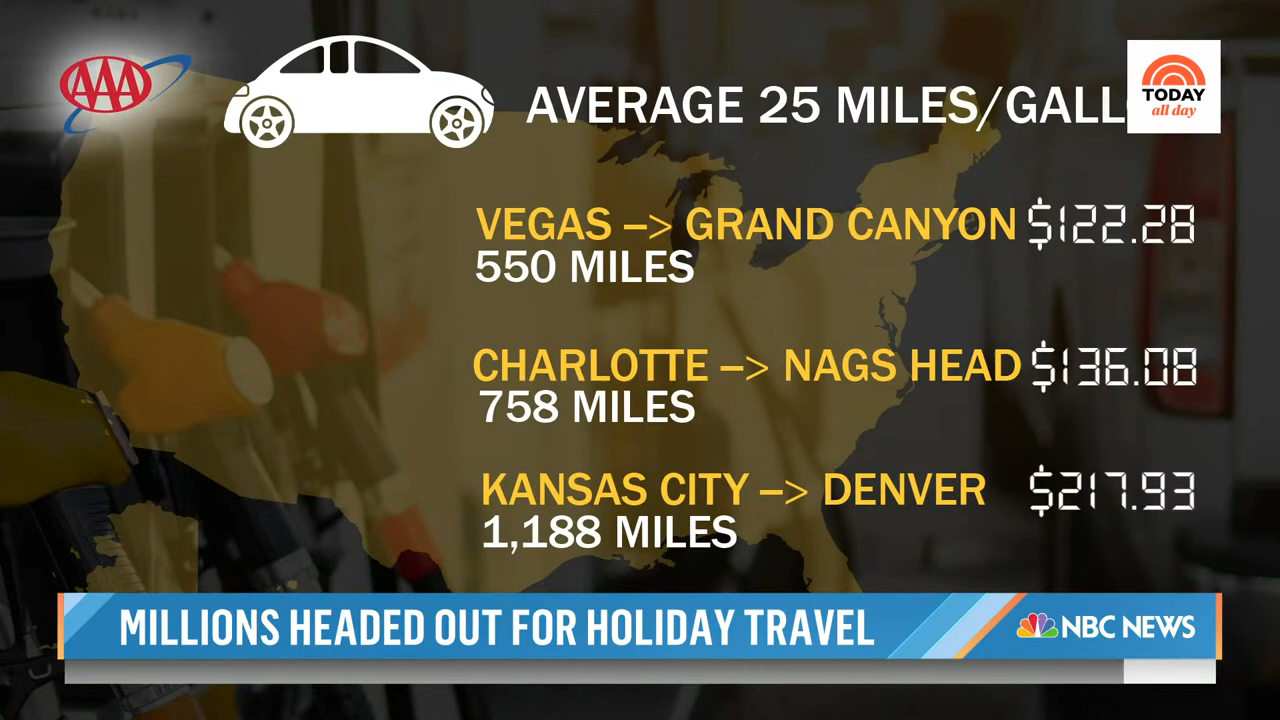 AAA
AVERAGE 25 MILES/GALL
TODAY
all day
VEGAS –> GRAND CANYON $122.28
550 MILES
CHARLOTTE –> NAGS HEAD $136.08
758 MILES
KANSAS CITY –> DENVER $217.93
1,188 MILES
MILLIONS HEADED OUT FOR HOLIDAY TRAVEL
NBC NEWS